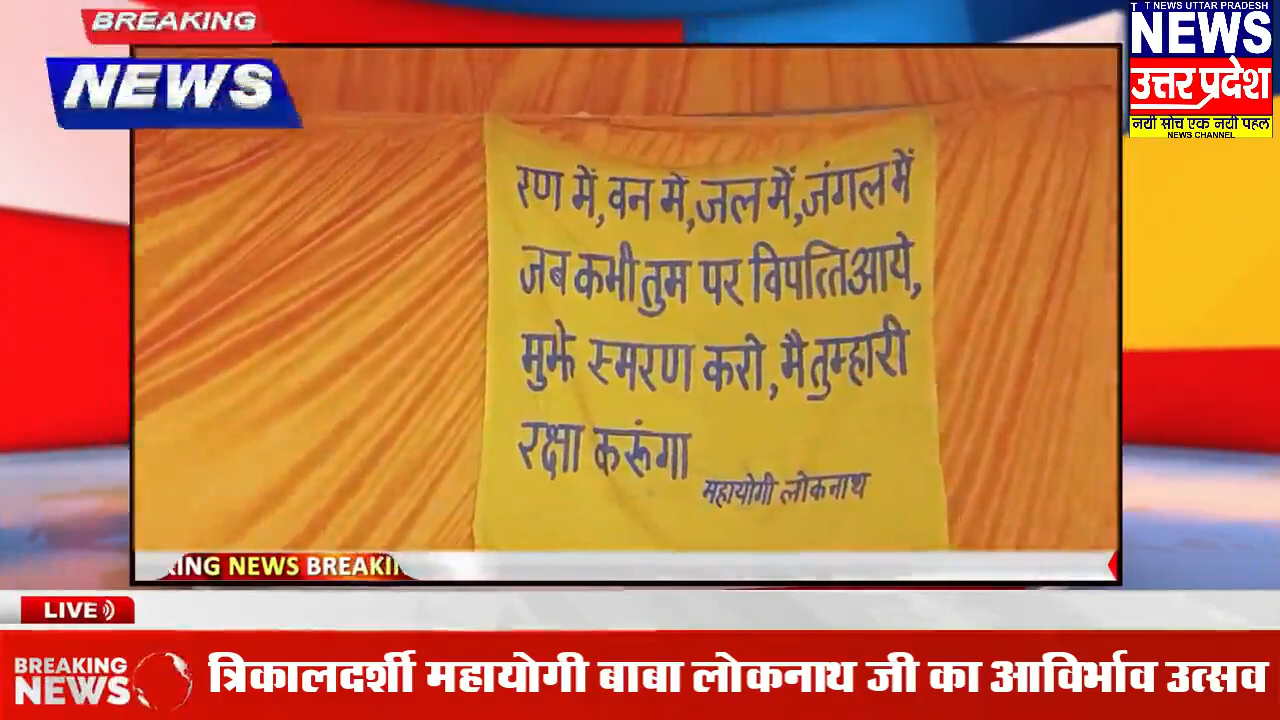 BREAKING
NEWS
T T NEWS UTTAR PRADESH
NEWS
उत्तर प्रदेश
नयी सोच एक नयी पहल
NEWS CHANNEL
रण में, वन में, जल में, जंगल में
जब कभी तुम पर विपत्ति आये,
मुझे स्मरण करो, मै तुम्हारी
रक्षा करूंगा
महायोगी लोकनाथ
KING NEWS BREAKIN
LIVE
BREAKING
NEWS
त्रिकालदर्शी महायोगी बाबा लोकनाथ जी का आविर्भाव उत्सव